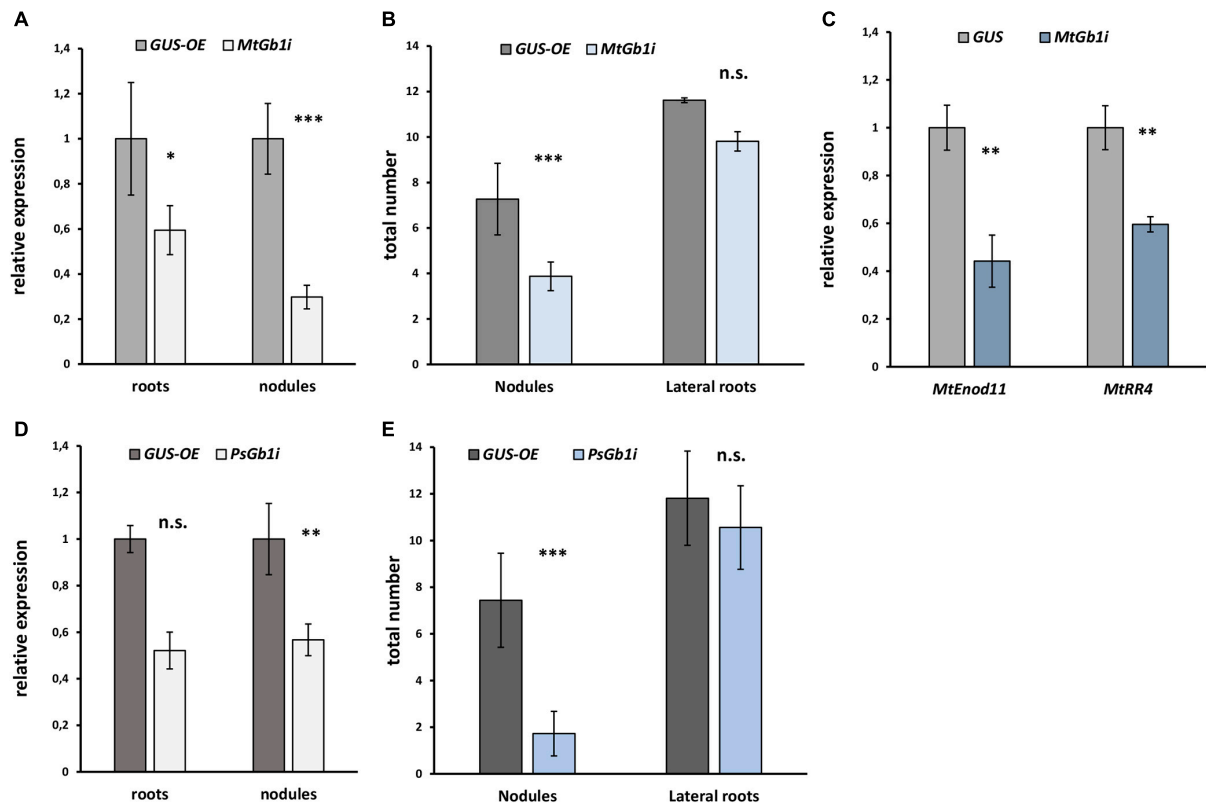 A
GUS-OE MtGb1i
1,4
1,2
1
0,8
0,6
0,4
0,2
0
relative expression
*
***
roots nodules
B
GUS-OE MtGb1i
14
12
10
8
6
4
2
0
total number
***
n.s.
Nodules Lateral roots
C
GUS MtGb1i
1,4
1,2
1
0,8
0,6
0,4
0,2
0
relative expression
**
**
MtEnod11 MtRR4
D
GUS-OE PsGb1i
1,4
1,2
1
0,8
0,6
0,4
0,2
0
relative expression
n.s.
**
roots nodules
E
GUS-OE PsGb1i
14
12
10
8
6
4
2
0
total number
***
n.s.
Nodules Lateral roots